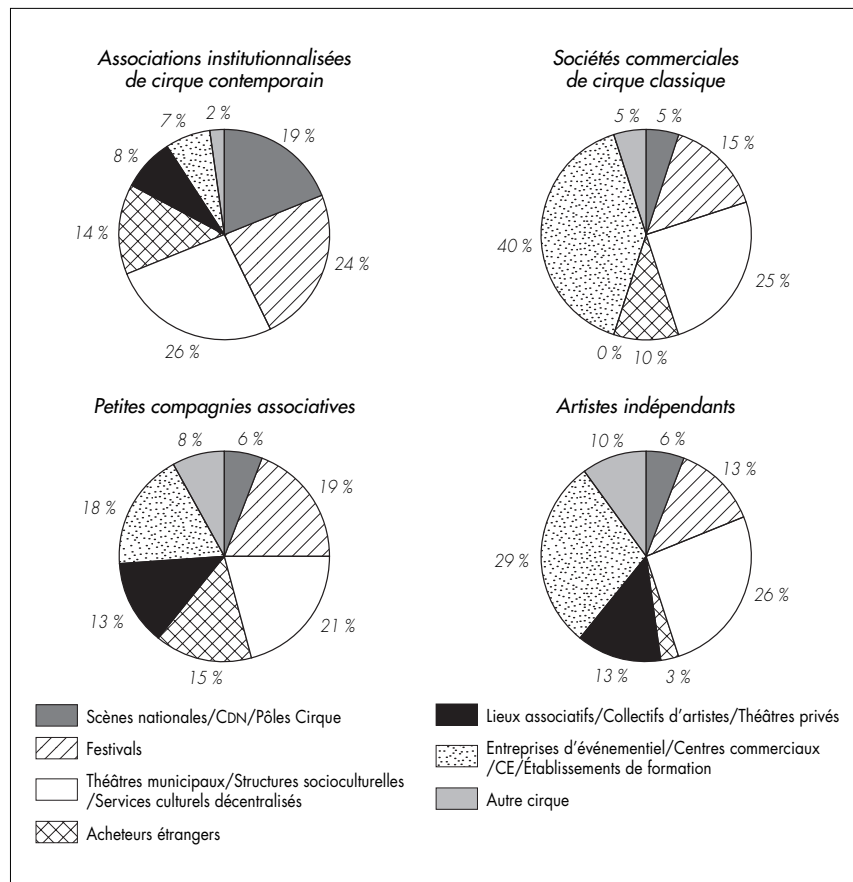 Associations institutionnalisées
de cirque contemporain
2 %
7 %
19 %
8 %
14 %
24 %
26 %
Sociétés commerciales
de cirque classique
5 %
5 %
15 %
40 %
25 %
0 %
10 %
Petites compagnies associatives
8 %
6 %
19 %
18 %
13 %
21 %
15 %
Artistes indépendants
10 %
6 %
13 %
29 %
26 %
13 %
3 %
Scènes nationales/CDN/Pôles Cirque
Festivals
Théâtres municipaux/Structures socioculturelles
/Services culturels décentralisés
Acheteurs étrangers
Lieux associatifs/Collectifs d'artistes/Théâtres privés
Entreprises d'événementiel/Centres commerciaux
/CE/Établissements de formation
Autre cirque